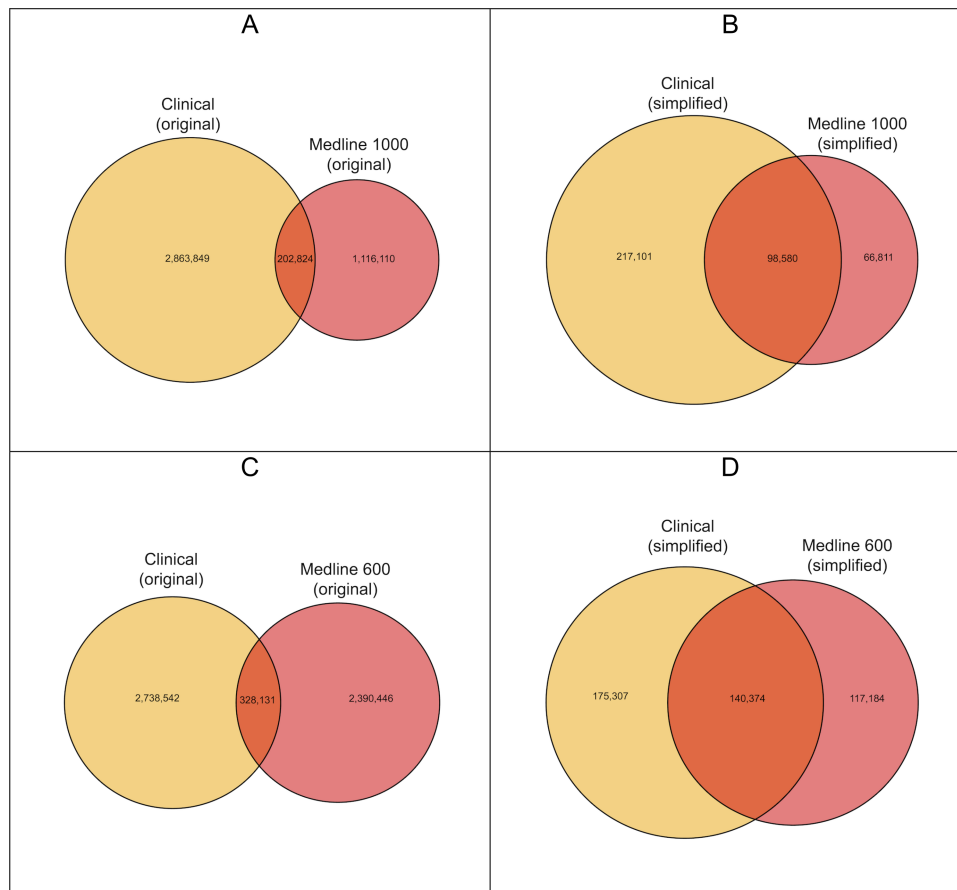 A
Clinical
(original)
Medline 1000
(original)
2,863,849
202,824
1,116,110
B
Clinical
(simplified)
Medline 1000
(simplified)
217,101
98,580
66,811
C
Clinical
(original)
Medline 600
(original)
2,738,542
328,131
2,390,446
D
Clinical
(simplified)
Medline 600
(simplified)
175,307
140,374
117,184